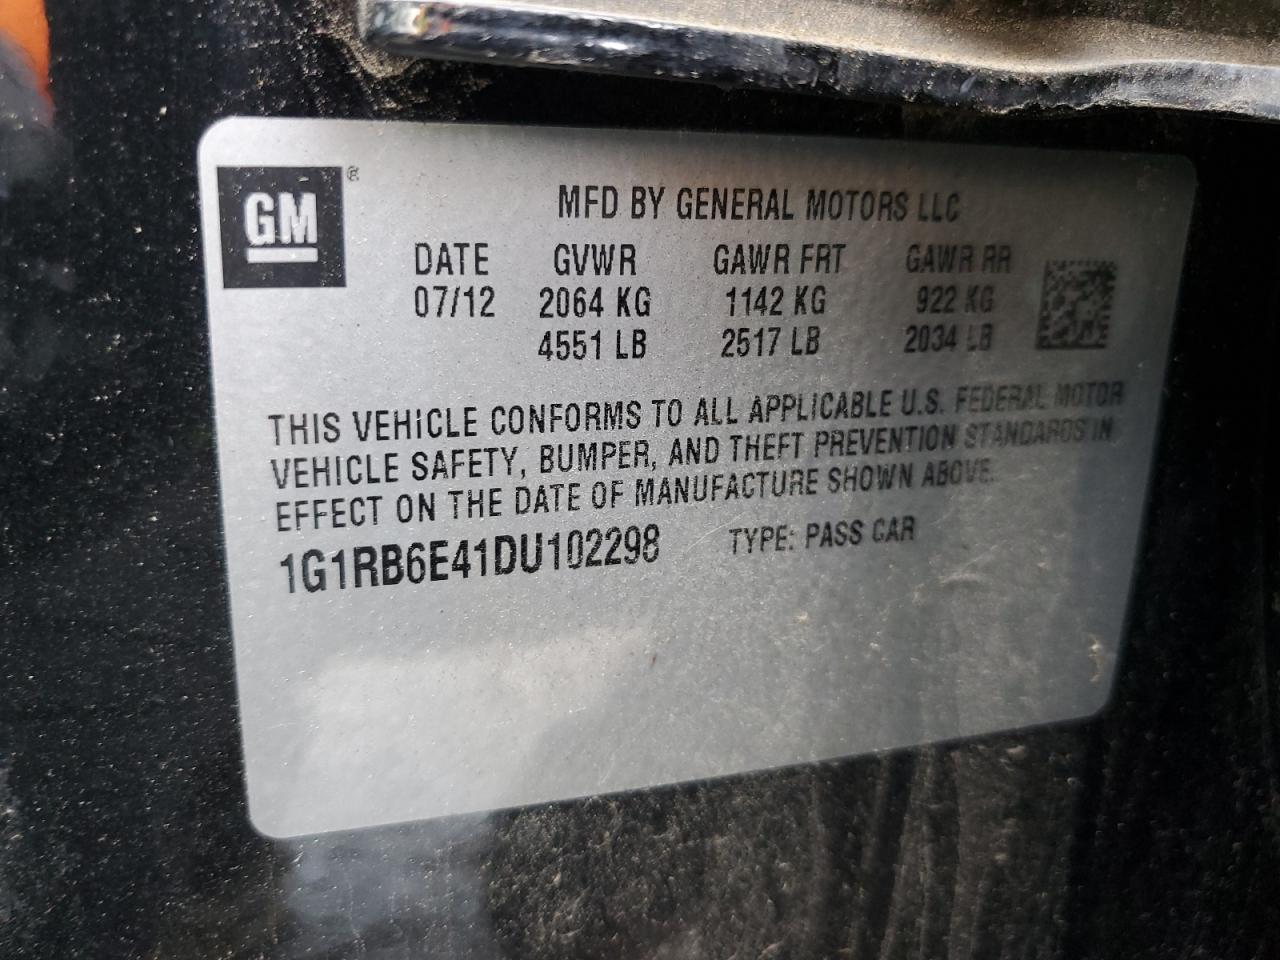 GM ®
MFD BY GENERAL MOTORS LLC
DATE GVWR GAWR FRT GAWR RR
07/12 2064 KG 1142 KG 922 KG
4551 LB 2517 LB 2034 LB
THIS VEHICLE CONFORMS TO ALL APPLICABLE U.S. FEDERAL MOTOR
VEHICLE SAFETY, BUMPER, AND THEFT PREVENTION STANDARDS IN
EFFECT ON THE DATE OF MANUFACTURE SHOWN ABOVE.
1G1RB6E41DU102298 TYPE: PASS CAR